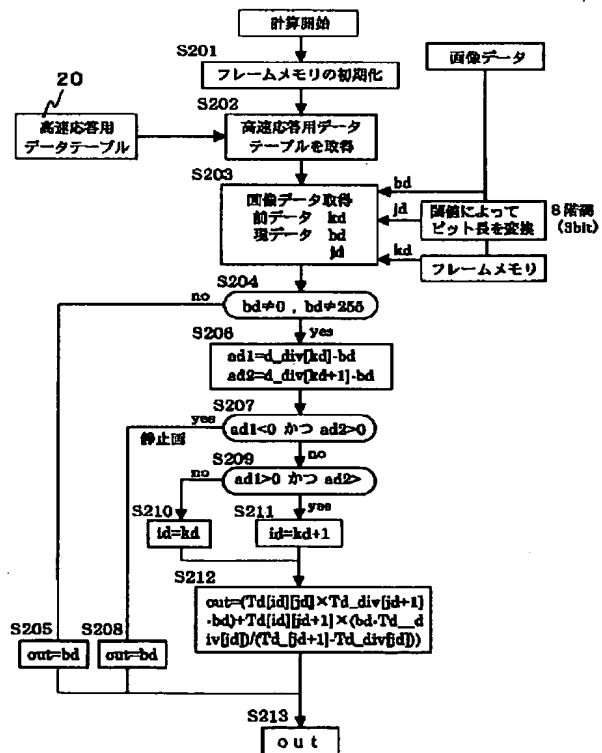 計算開始
S201
フレームメモリの初期化
画像データ
20
高速応答用
データテーブル
S202
高速応答用データ
テーブルを取得
S203
画像データ取得
前データ kd
現データ bd
jd
bd
jd
kd
閾値によって
ビット長を変換
8階調
(3bit)
フレームメモリ
S204
no
bd≠0 , bd≠255
yes
S206
ad1=d_div[kd]-bd
ad2=d_div[kd+1]-bd
S207
yes
静止画
ad1<0 かつ ad2>0
no
S209
no
ad1>0 かつ ad2>
yes
S210
id=kd
S211
id=kd+1
S212
out=(Td[id][jd]×Td_div[jd+1]
-bd)+Td[id][jd+1]×(bd-Td__d
iv[jd])/(Td_[jd+1]-Td_div[jd]))
S205
out=bd
S208
out=bd
S213
out